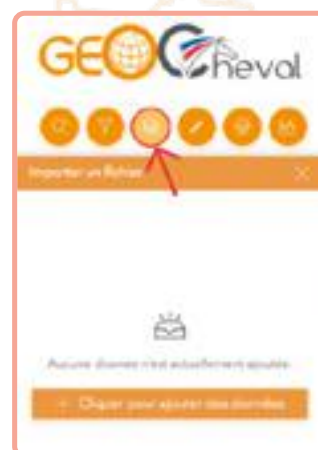 GEOCheval
Importer un fichier
Aucune donnée n'est actuellement ajoutée
+ Cliquer pour ajouter des données